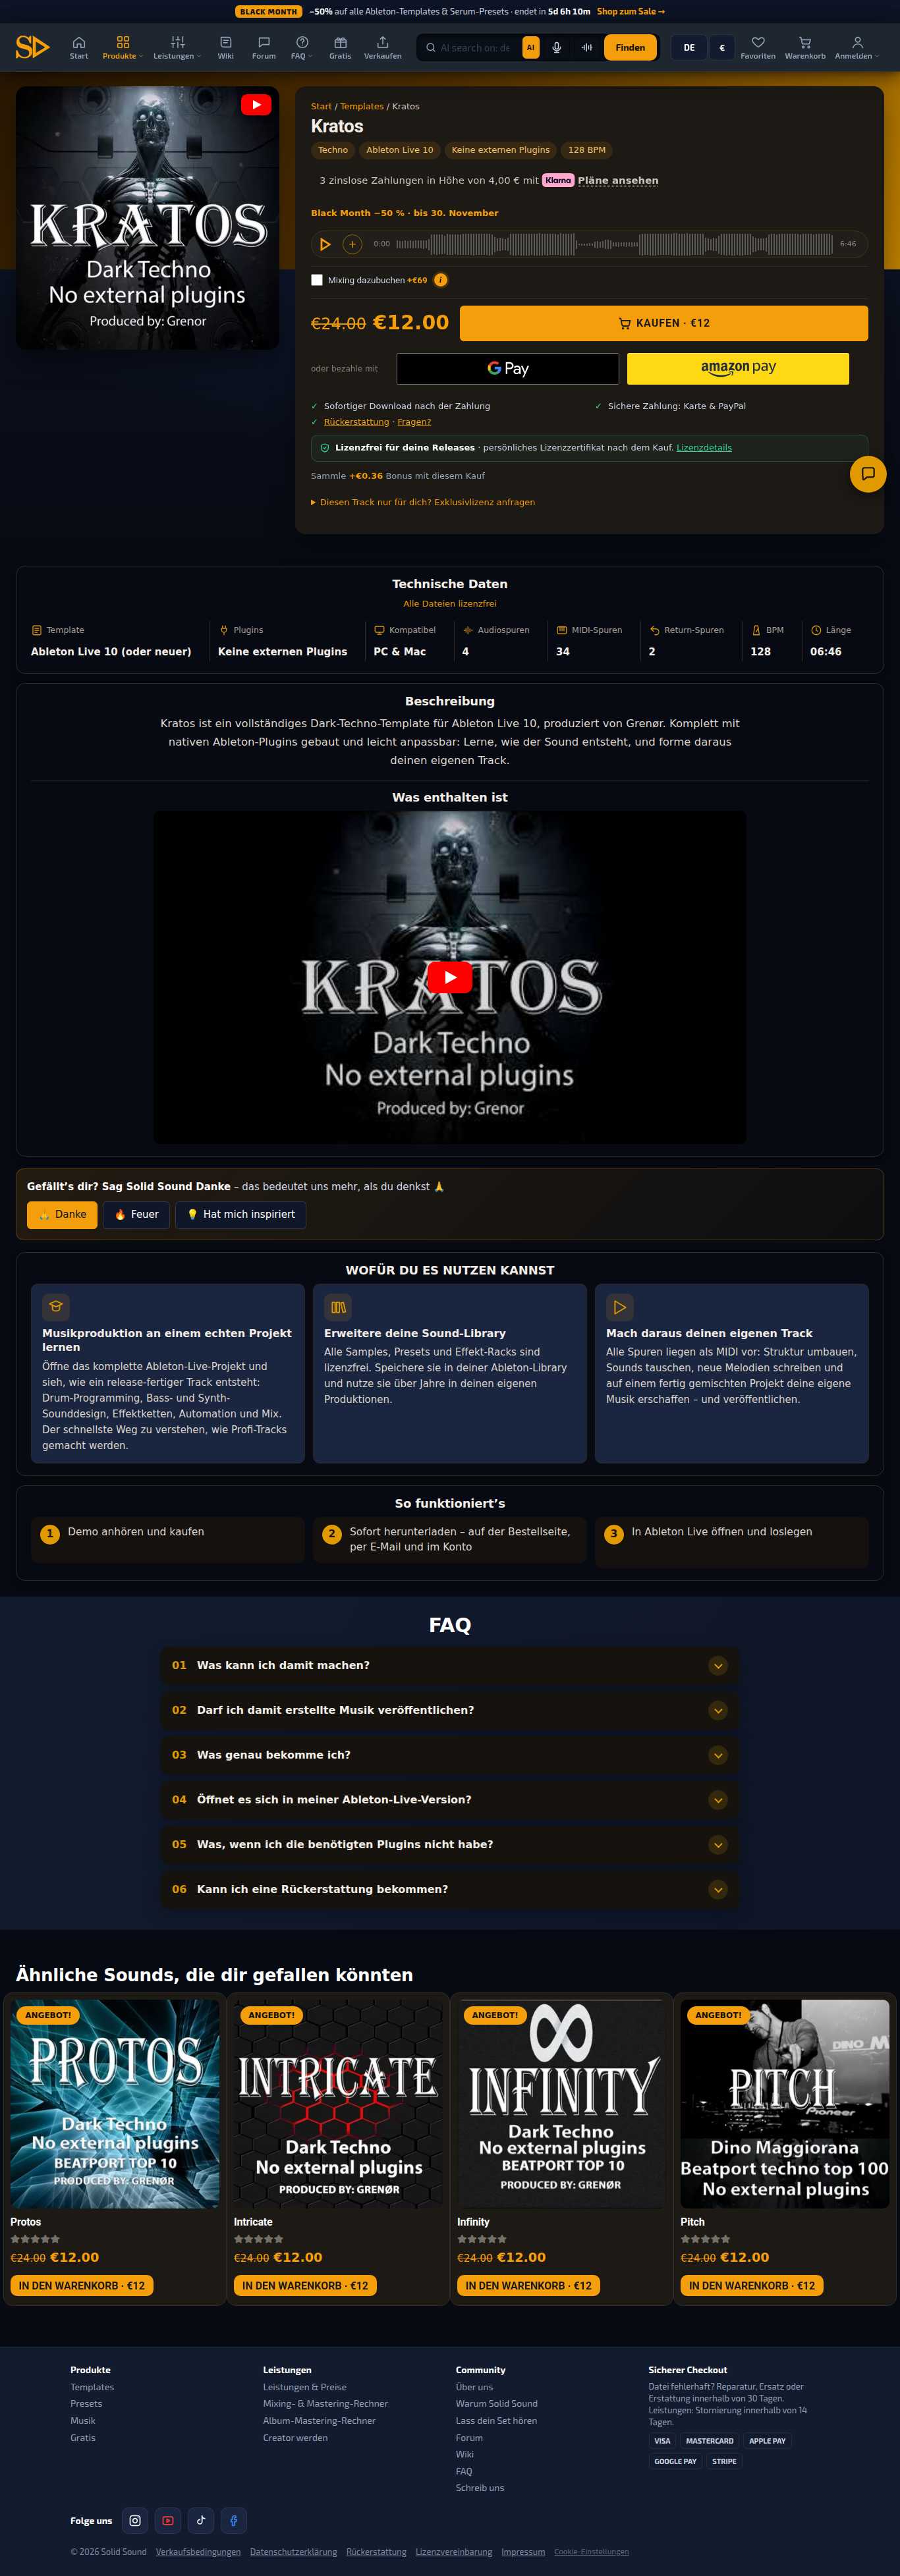 BLACK MONTH −50% auf alle Ableton-Templates & Serum-Presets · endet in 5d 6h 10m Shop zum Sale →
Start
Produkte
Leistungen
Wiki
Forum
FAQ
Gratis
Verkaufen
AI
Finden
DE
€
Favoriten
Warenkorb
Anmelden
KRATOS
Dark Techno
No external plugins
Produced by: Grenor
Start / Templates / Kratos
Kratos
Techno
Ableton Live 10
Keine externen Plugins
128 BPM
3 zinslose Zahlungen in Höhe von 4,00 € mit Klarna Pläne ansehen
Black Month −50 % · bis 30. November
0:00
6:46
Mixing dazubuchen +€69 i
€24.00 €12.00
KAUFEN · €12
oder bezahle mit
G Pay
amazon pay
✓ Sofortiger Download nach der Zahlung
✓ Sichere Zahlung: Karte & PayPal
✓ Rückerstattung · Fragen?
Lizenzfrei für deine Releases · persönliches Lizenzzertifikat nach dem Kauf. Lizenzdetails
Sammle +€0.36 Bonus mit diesem Kauf
Diesen Track nur für dich? Exklusivlizenz anfragen
Technische Daten
Alle Dateien lizenzfrei
Template
Ableton Live 10 (oder neuer)
Plugins
Keine externen Plugins
Kompatibel
PC & Mac
Audiospuren
4
MIDI-Spuren
34
Return-Spuren
2
BPM
128
Länge
06:46
Beschreibung
Kratos ist ein vollständiges Dark-Techno-Template für Ableton Live 10, produziert von Grenør. Komplett mit
nativen Ableton-Plugins gebaut und leicht anpassbar: Lerne, wie der Sound entsteht, und forme daraus
deinen eigenen Track.
Was enthalten ist
KRATOS
Dark Techno
No external plugins
Produced by: Grenor
Gefällt’s dir? Sag Solid Sound Danke – das bedeutet uns mehr, als du denkst 🙏
🙏 Danke
🔥 Feuer
💡 Hat mich inspiriert
WOFÜR DU ES NUTZEN KANNST
Musikproduktion an einem echten Projekt
lernen
Öffne das komplette Ableton-Live-Projekt und
sieh, wie ein release-fertiger Track entsteht:
Drum-Programming, Bass- und Synth-
Sounddesign, Effektketten, Automation und Mix.
Der schnellste Weg zu verstehen, wie Profi-Tracks
gemacht werden.
Erweitere deine Sound-Library
Alle Samples, Presets und Effekt-Racks sind
lizenzfrei. Speichere sie in deiner Ableton-Library
und nutze sie über Jahre in deinen eigenen
Produktionen.
Mach daraus deinen eigenen Track
Alle Spuren liegen als MIDI vor: Struktur umbauen,
Sounds tauschen, neue Melodien schreiben und
auf einem fertig gemischten Projekt deine eigene
Musik erschaffen – und veröffentlichen.
So funktioniert’s
1 Demo anhören und kaufen
2 Sofort herunterladen – auf der Bestellseite,
per E-Mail und im Konto
3 In Ableton Live öffnen und loslegen
FAQ
01 Was kann ich damit machen?
02 Darf ich damit erstellte Musik veröffentlichen?
03 Was genau bekomme ich?
04 Öffnet es sich in meiner Ableton-Live-Version?
05 Was, wenn ich die benötigten Plugins nicht habe?
06 Kann ich eine Rückerstattung bekommen?
Ähnliche Sounds, die dir gefallen könnten
ANGEBOT!
PROTOS
Dark Techno
No external plugins
BEATPORT TOP 10
PRODUCED BY: GRENØR
Protos
€24.00 €12.00
IN DEN WARENKORB · €12
ANGEBOT!
INTRICATE
Dark Techno
No external plugins
PRODUCED BY: GRENØR
Intricate
€24.00 €12.00
IN DEN WARENKORB · €12
ANGEBOT!
INFINITY
Dark Techno
No external plugins
BEATPORT TOP 10
PRODUCED BY: GRENØR
Infinity
€24.00 €12.00
IN DEN WARENKORB · €12
ANGEBOT!
PITCH
Pioneer
Dino Maggiorana
Beatport techno top 100
No external plugins
Pitch
€24.00 €12.00
IN DEN WARENKORB · €12
Produkte
Templates
Presets
Musik
Gratis
Leistungen
Leistungen & Preise
Mixing- & Mastering-Rechner
Album-Mastering-Rechner
Creator werden
Community
Über uns
Warum Solid Sound
Lass dein Set hören
Forum
Wiki
FAQ
Schreib uns
Sicherer Checkout
Datei fehlerhaft? Reparatur, Ersatz oder
Erstattung innerhalb von 30 Tagen.
Leistungen: Stornierung innerhalb von 14
Tagen.
VISA
MASTERCARD
APPLE PAY
GOOGLE PAY
STRIPE
Folge uns
© 2026 Solid Sound Verkaufsbedingungen Datenschutzerklärung Rückerstattung Lizenzvereinbarung Impressum Cookie-Einstellungen